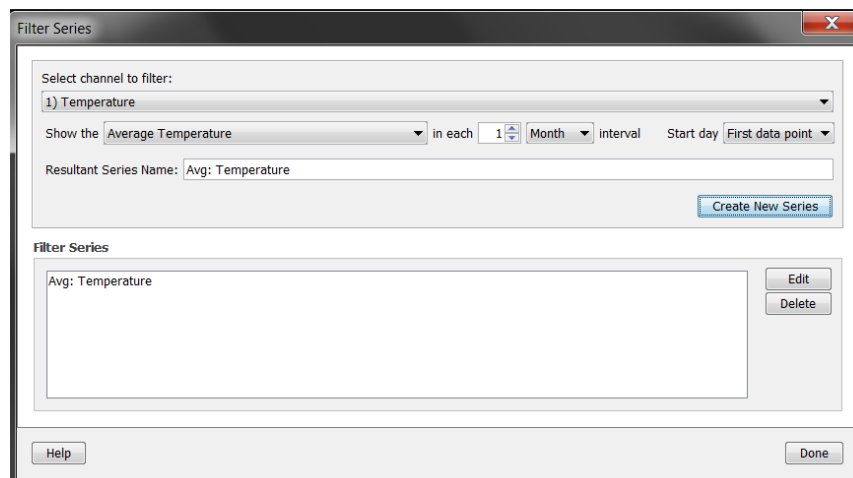 Filter Series
X
Select channel to filter:
1) Temperature
Show the Average Temperature in each 1 Month interval Start day First data point
Resultant Series Name: Avg: Temperature
Create New Series
Filter Series
Avg: Temperature
Edit
Delete
Help
Done